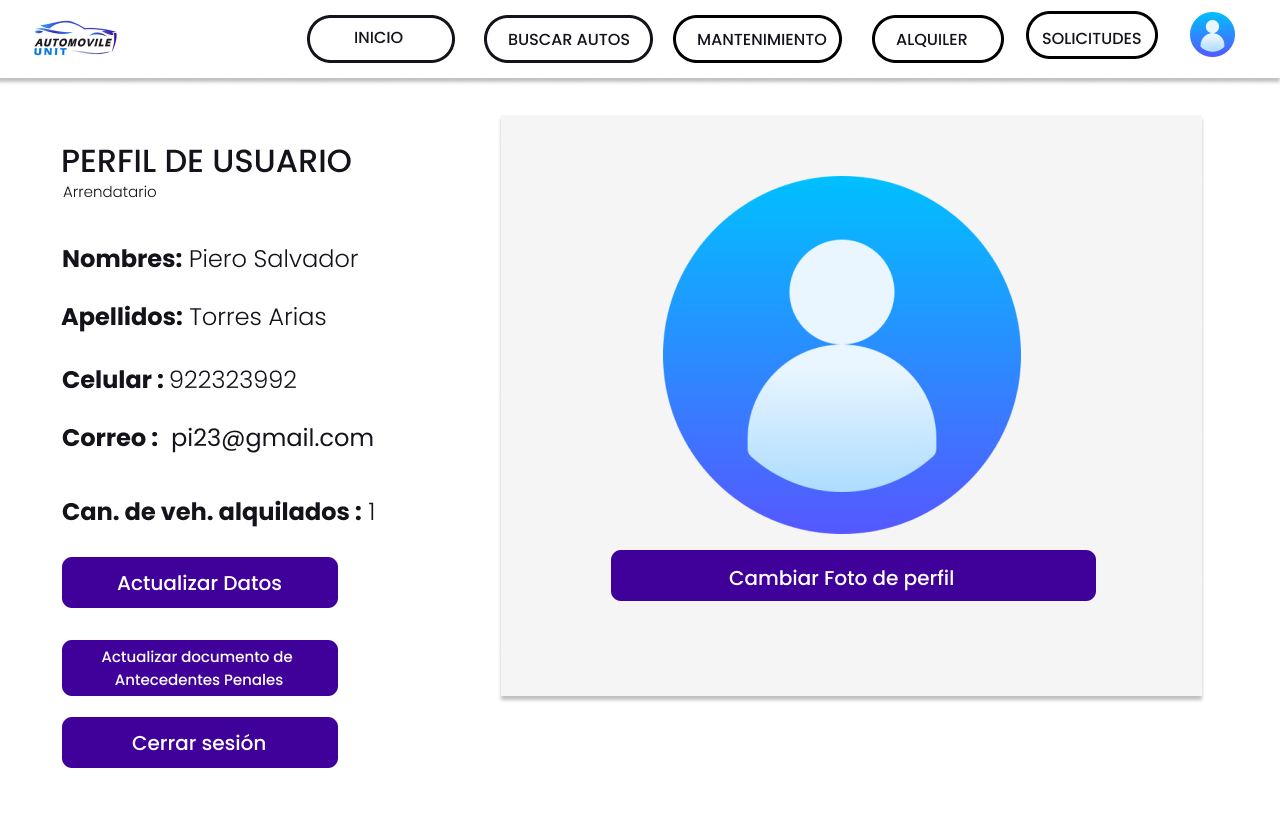 AUTOMOVILE
UNIT
INICIO
BUSCAR AUTOS
MANTENIMIENTO
ALQUILER
SOLICITUDES
PERFIL DE USUARIO
Arrendatario
Nombres: Piero Salvador
Apellidos: Torres Arias
Celular : 922323992
Correo : pi23@gmail.com
Can. de veh. alquilados : 1
Actualizar Datos
Actualizar documento de
Antecedentes Penales
Cerrar sesión
Cambiar Foto de perfil